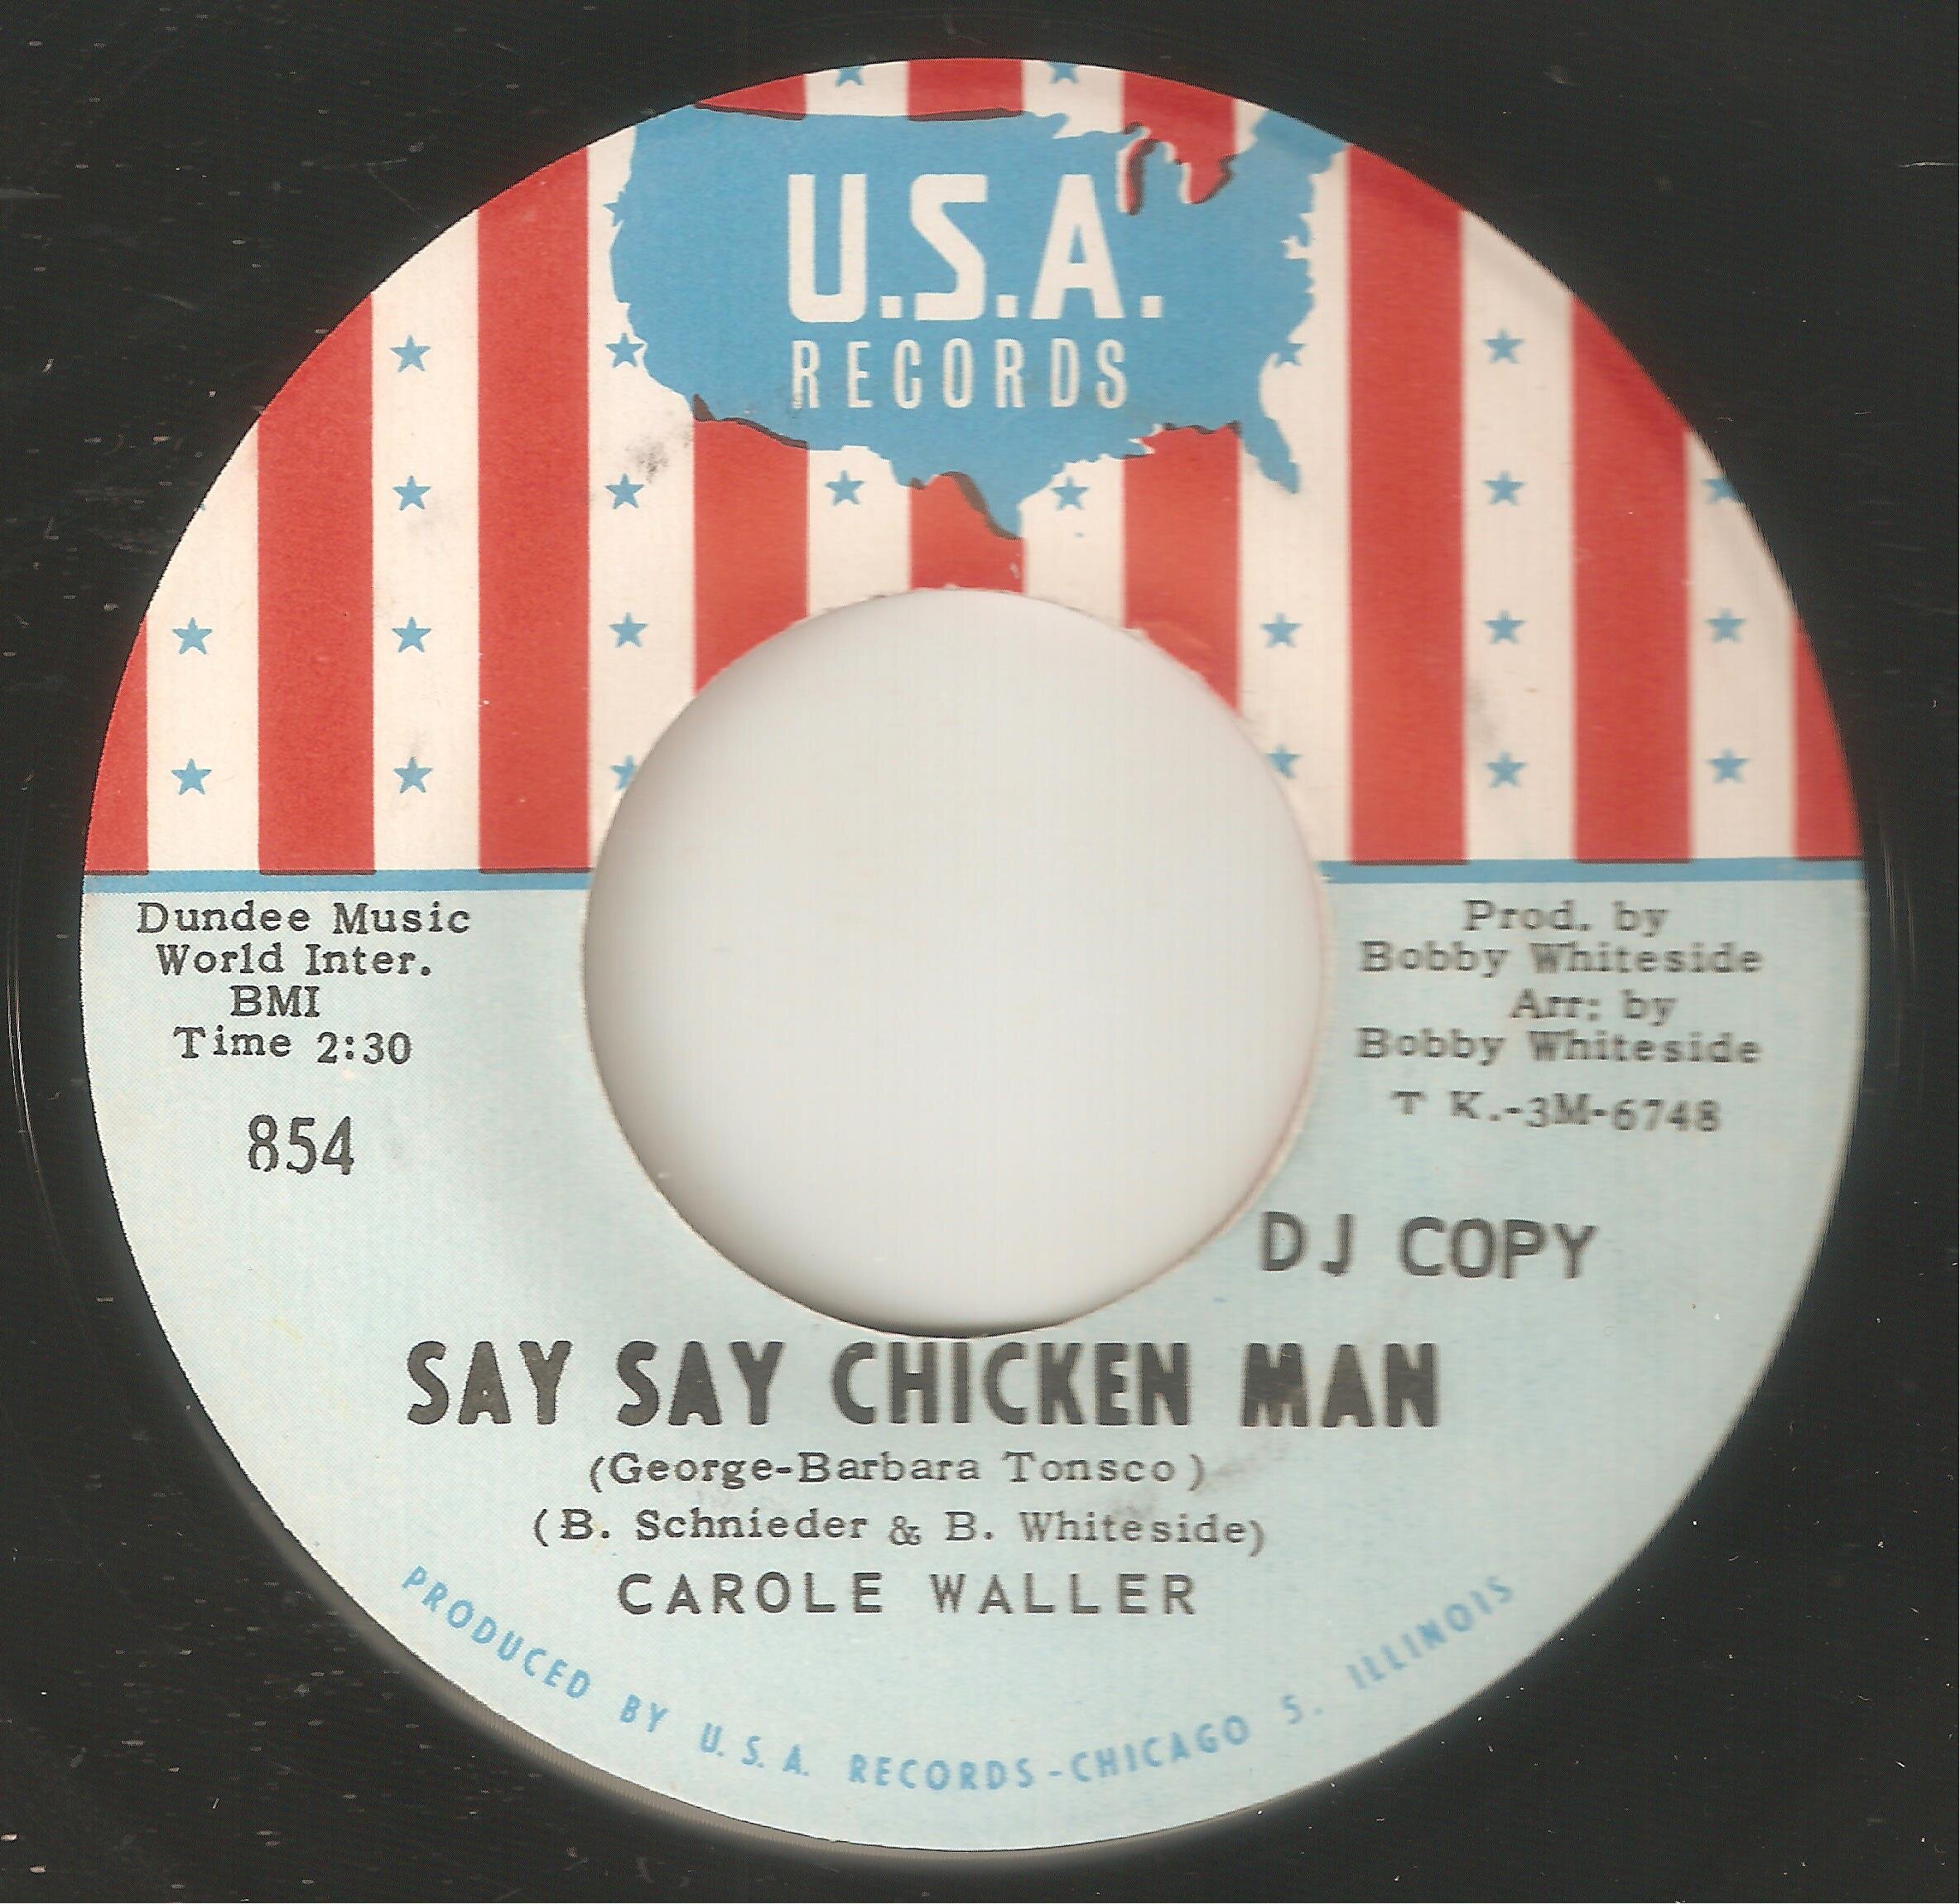 U.S.A.
RECORDS
Dundee Music
World Inter.
BMI
Time 2:30
854
Prod. by
Bobby Whiteside
Arr: by
Bobby Whiteside
T K.-3M-6748
DJ COPY
SAY SAY CHICKEN MAN
(George-Barbara Tonsco)
(B. Schnieder & B. Whiteside)
CAROLE WALLER
PRODUCED BY U.S.A. RECORDS-CHICAGO 5. ILLINOIS